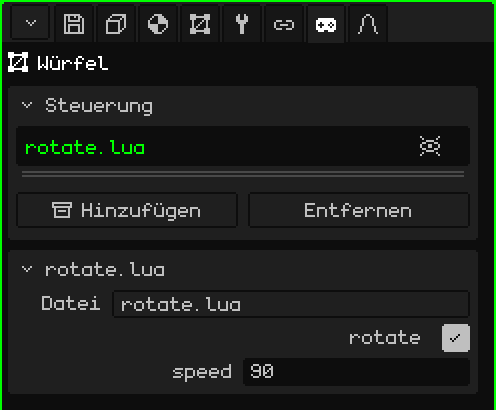 Würfel
Steuerung
rotate.lua
Hinzufügen Entfernen
rotate.lua
Datei rotate.lua
rotate
speed 90